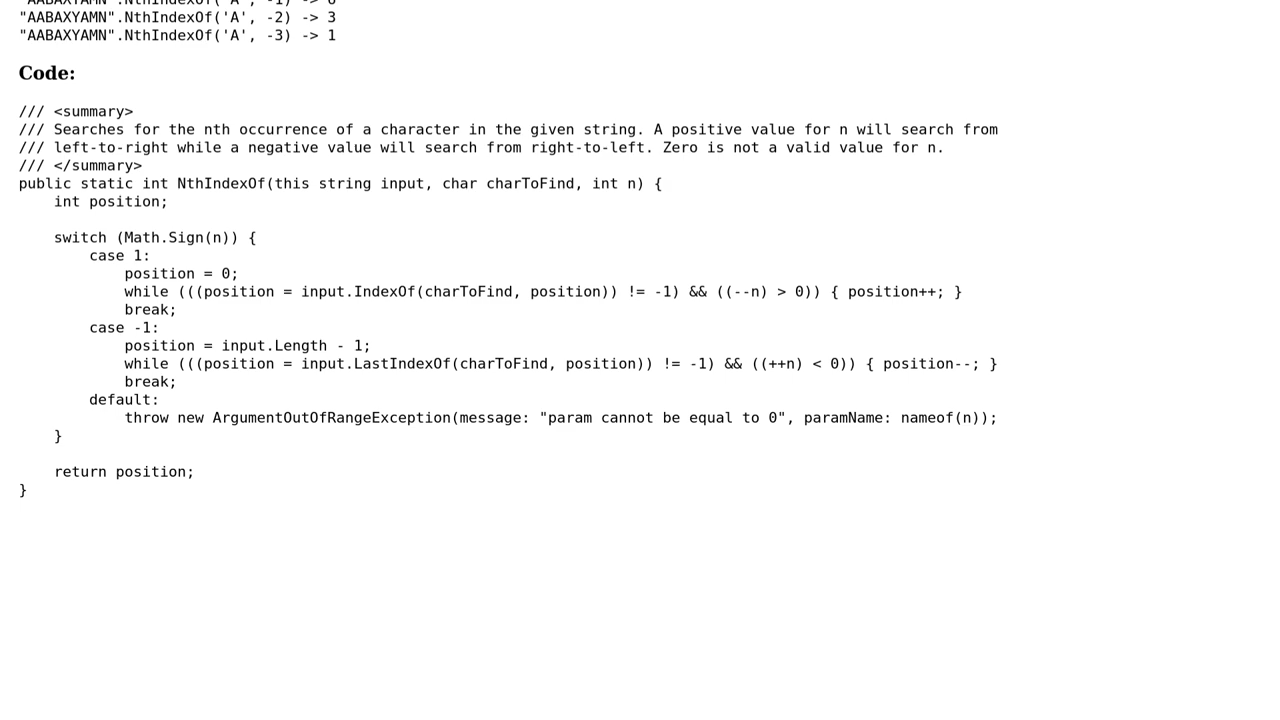 "AABAXYAMN".NthIndexOf('A', -1) -> 6
"AABAXYAMN".NthIndexOf('A', -2) -> 3
"AABAXYAMN".NthIndexOf('A', -3) -> 1
Code:
/// <summary>
/// Searches for the nth occurrence of a character in the given string. A positive value for n will search from
/// left-to-right while a negative value will search from right-to-left. Zero is not a valid value for n.
/// </summary>
public static int NthIndexOf(this string input, char charToFind, int n) {
    int position;

    switch (Math.Sign(n)) {
        case 1:
            position = 0;
            while (((position = input.IndexOf(charToFind, position)) != -1) && ((--n) > 0)) { position++; }
            break;
        case -1:
            position = input.Length - 1;
            while (((position = input.LastIndexOf(charToFind, position)) != -1) && ((++n) < 0)) { position--; }
            break;
        default:
            throw new ArgumentOutOfRangeException(message: "param cannot be equal to 0", paramName: nameof(n));
    }

    return position;
}